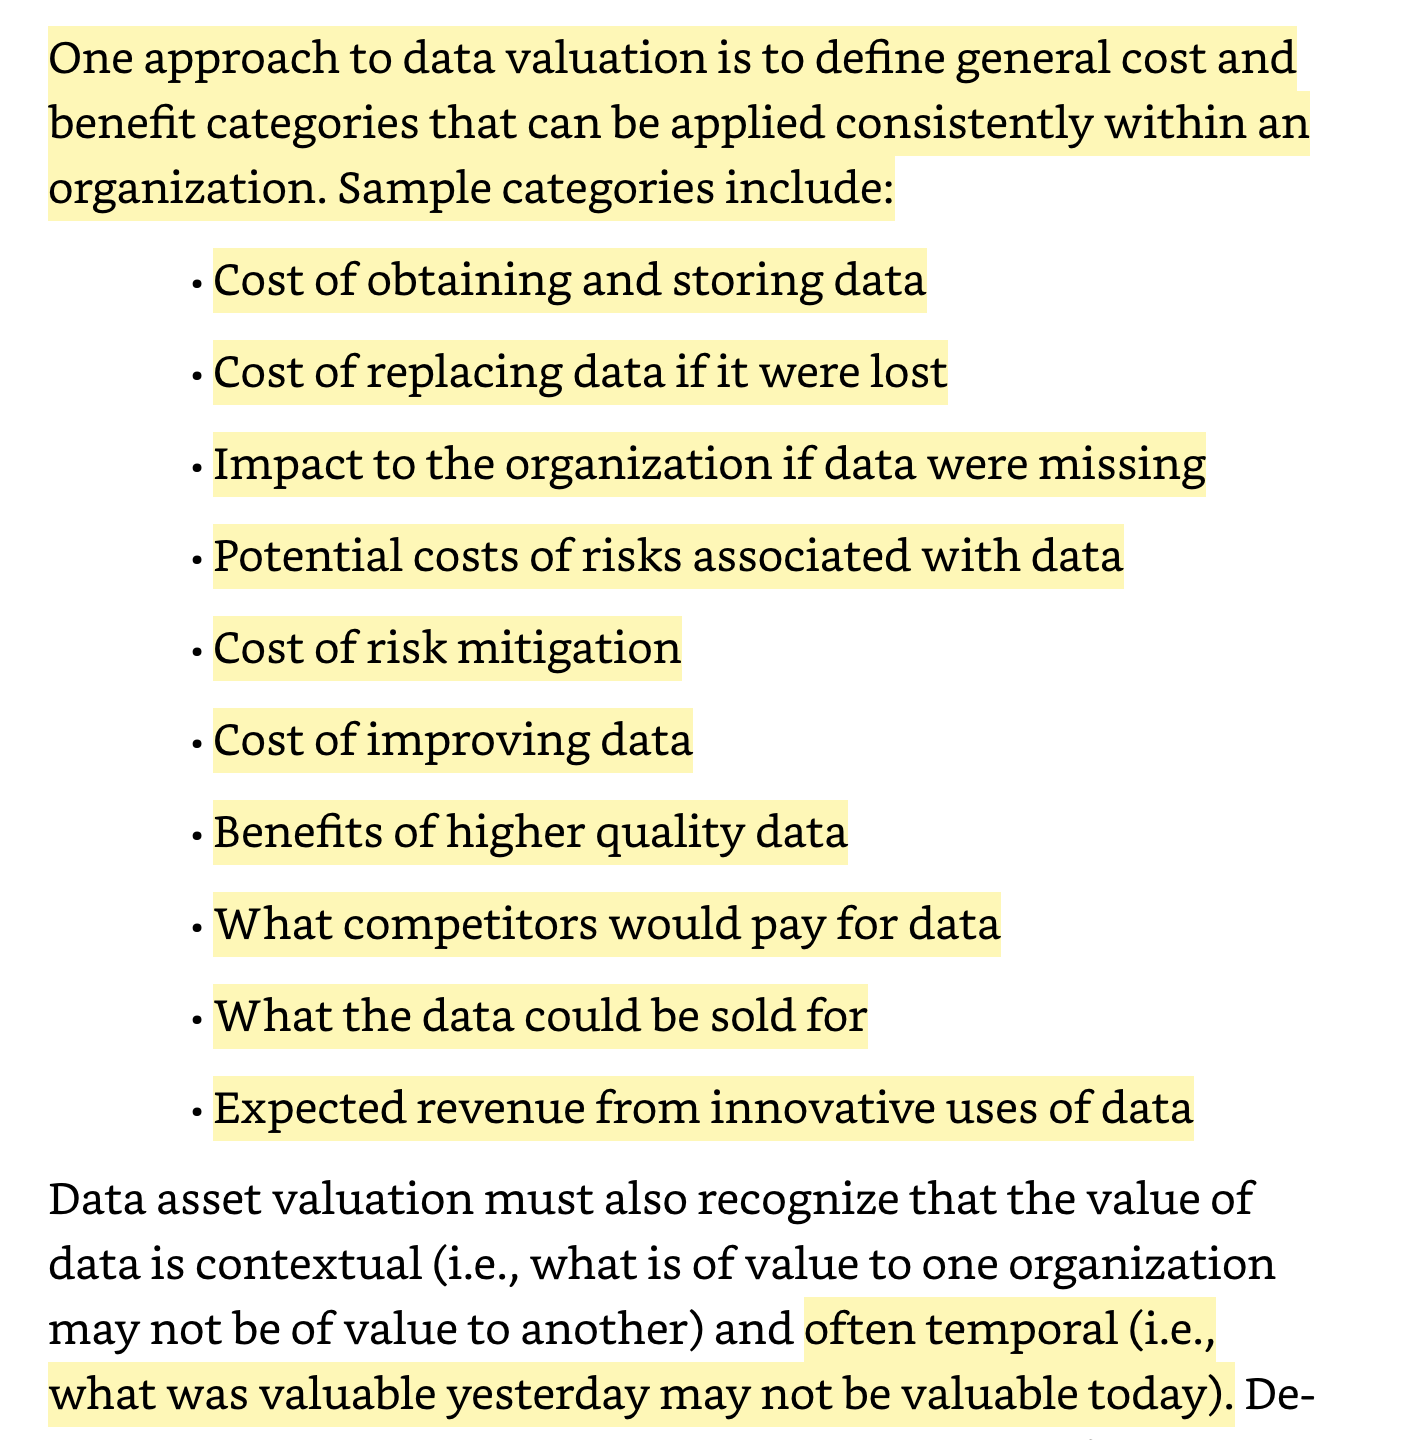 One approach to data valuation is to define general cost and
benefit categories that can be applied consistently within an
organization. Sample categories include:
• Cost of obtaining and storing data
• Cost of replacing data if it were lost
• Impact to the organization if data were missing
• Potential costs of risks associated with data
• Cost of risk mitigation
• Cost of improving data
• Benefits of higher quality data
• What competitors would pay for data
• What the data could be sold for
• Expected revenue from innovative uses of data
Data asset valuation must also recognize that the value of
data is contextual (i.e., what is of value to one organization
may not be of value to another) and often temporal (i.e.,
what was valuable yesterday may not be valuable today). De-